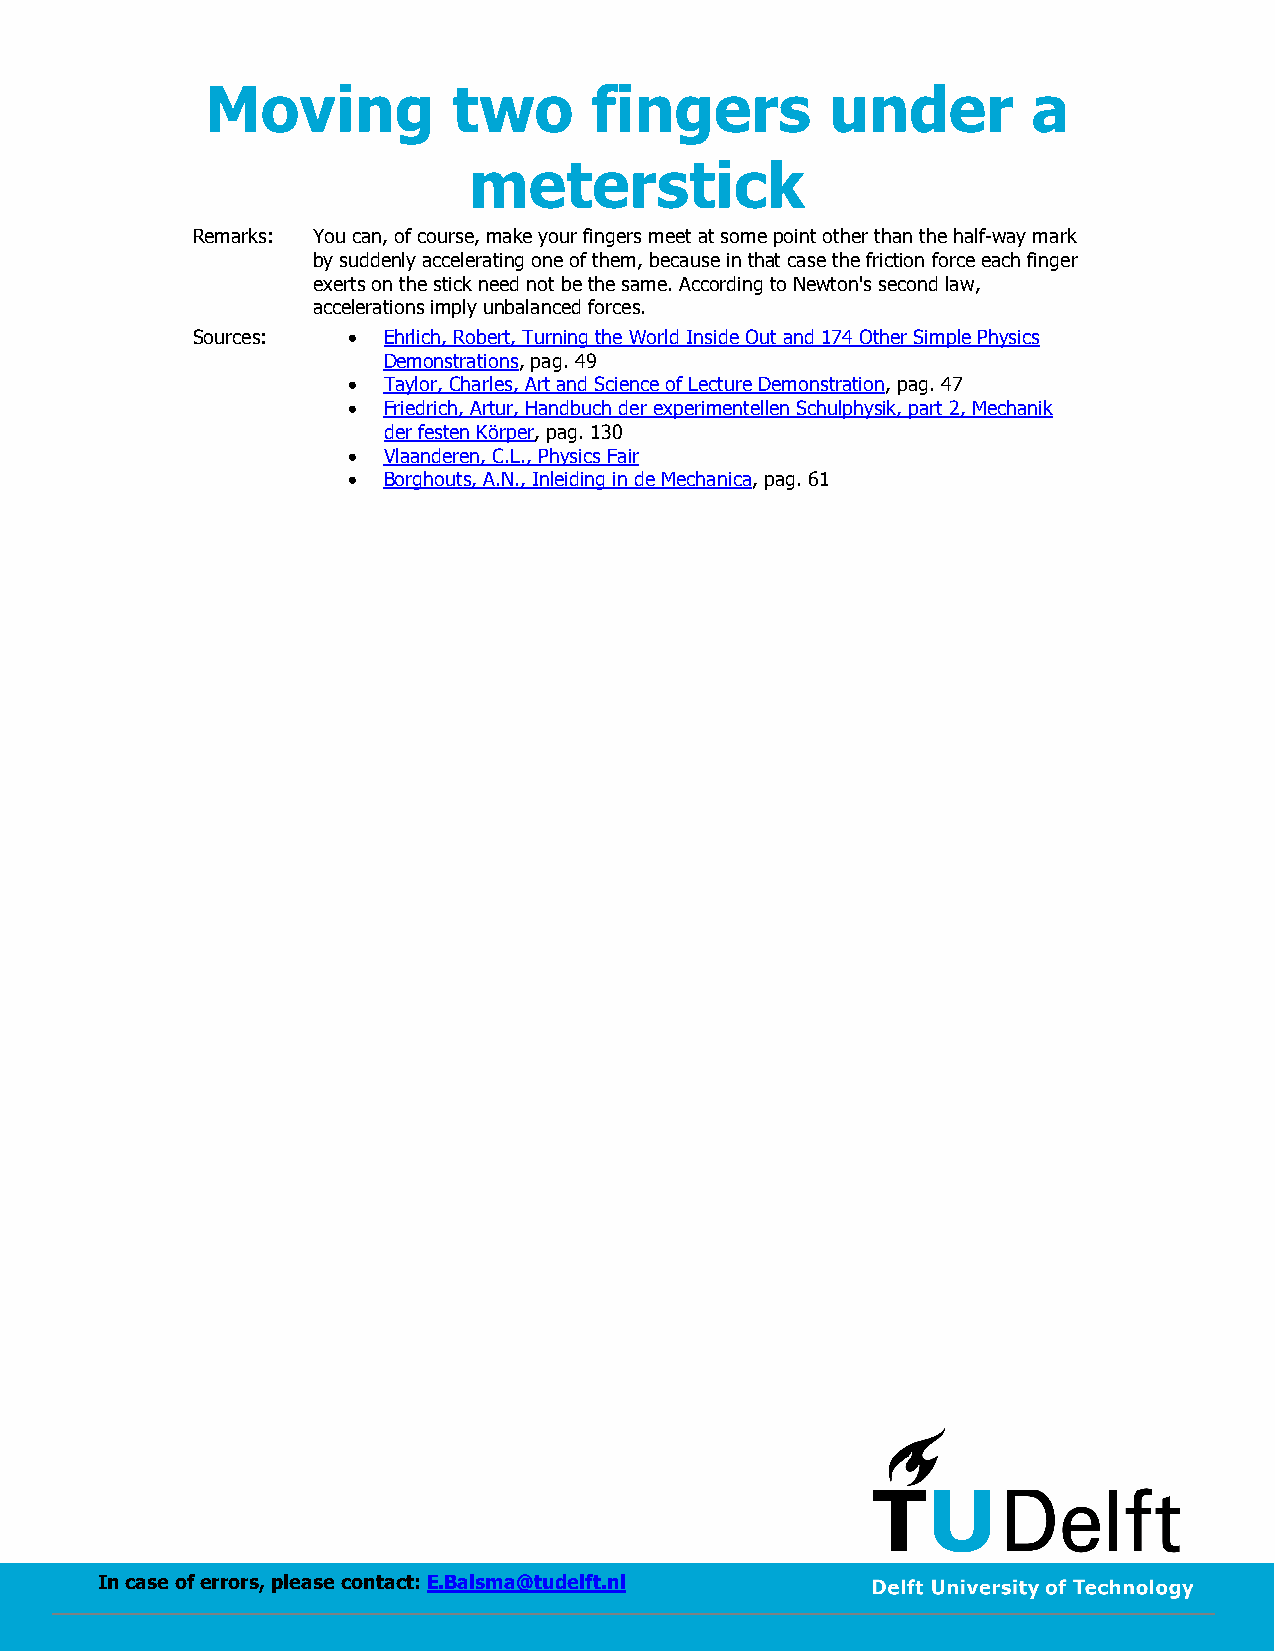 Moving two fingers under a
meterstick
Remarks: You can, of course, make your fingers meet at some point other than the half-way mark
by suddenly accelerating one of them, because in that case the friction force each finger
exerts on the stick need not be the same. According to Newton's second law,
accelerations imply unbalanced forces.
Sources: • Ehrlich, Robert, Turning the World Inside Out and 174 Other Simple Physics
Demonstrations, pag. 49
• Taylor, Charles, Art and Science of Lecture Demonstration, pag. 47
• Friedrich, Artur, Handbuch der experimentellen Schulphysik, part 2, Mechanik
der festen Körper, pag. 130
• Vlaanderen, C.L., Physics Fair
• Borghouts, A.N., Inleiding in de Mechanica, pag. 61
TUDelft
In case of errors, please contact: E.Balsma@tudelft.nl
Delft University of Technology